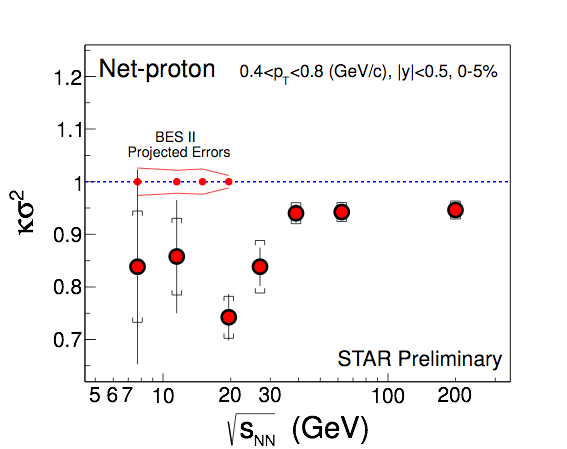 Net-proton 0.4<p_T<0.8 (GeV/c), |y|<0.5, 0-5%
1.2
1.1
BES II
Projected Errors
1
κσ²
0.9
0.8
0.7
STAR Preliminary
5 6 7 10 20 30 100 200
√s_NN (GeV)